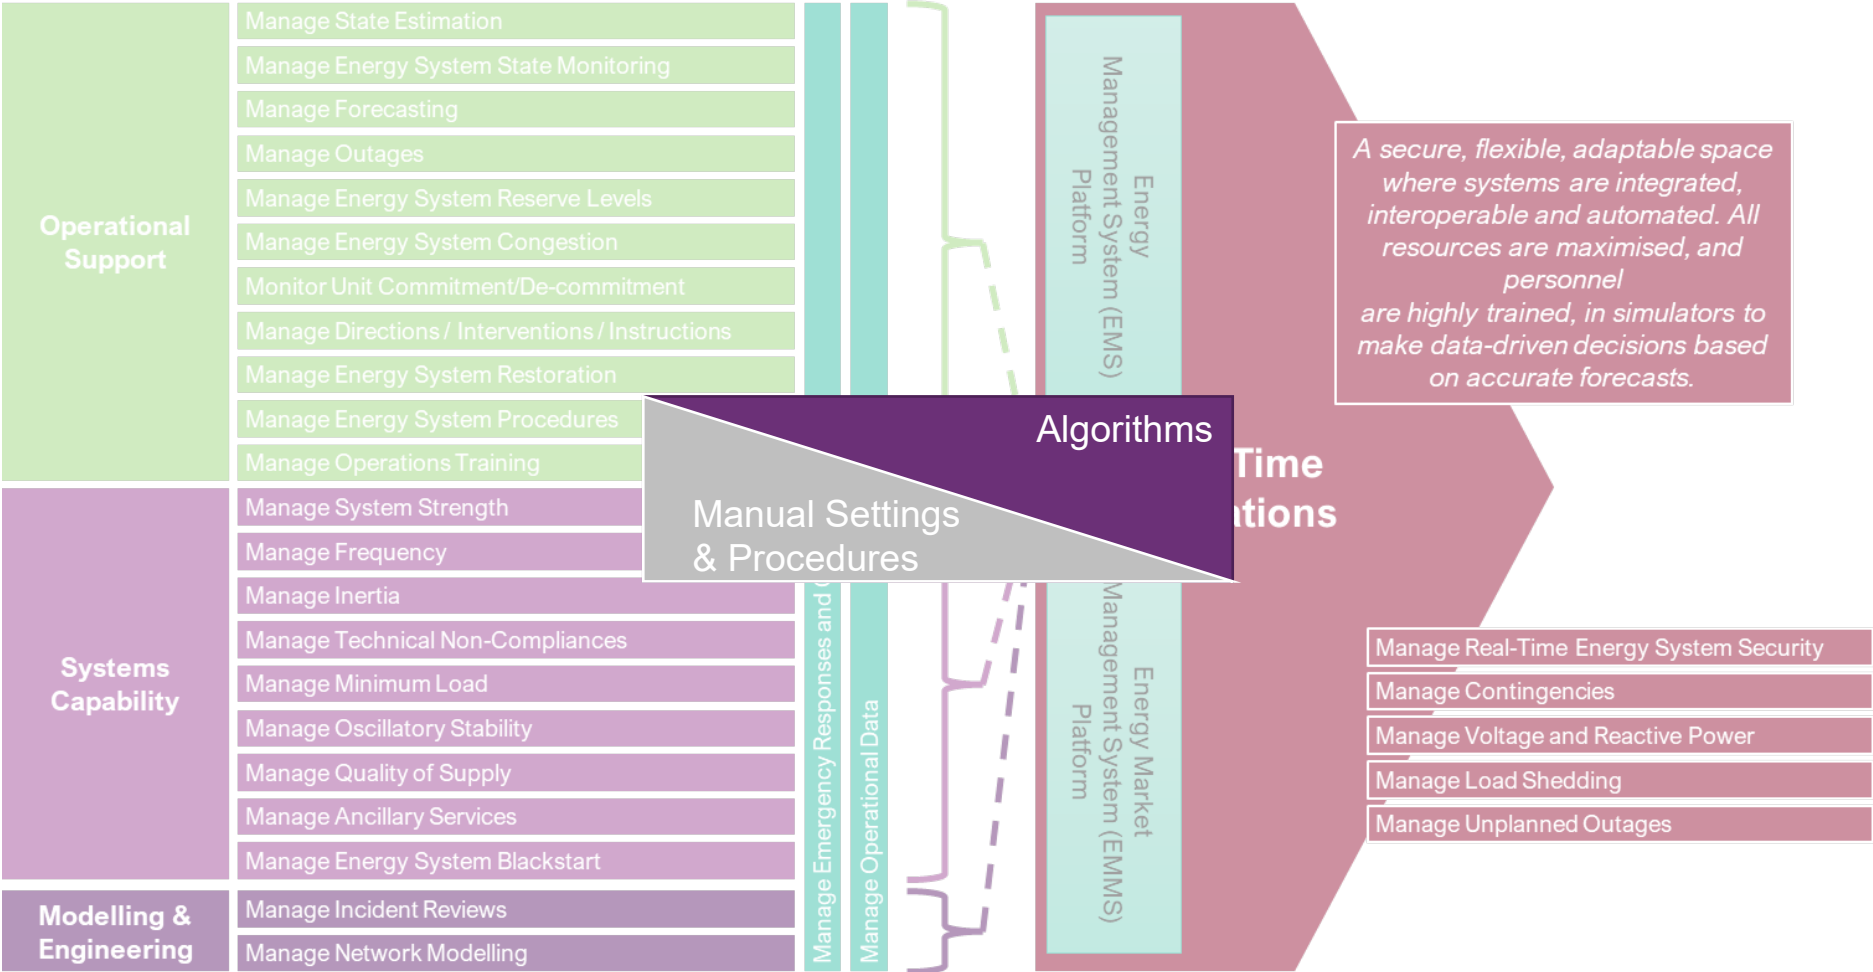 Operational
Support
Manage State Estimation
Manage Energy System State Monitoring
Manage Forecasting
Manage Outages
Manage Energy System Reserve Levels
Manage Energy System Congestion
Monitor Unit Commitment/De-commitment
Manage Directions / Interventions / Instructions
Manage Energy System Restoration
Manage Energy System Procedures
Manage Operations Training
Systems
Capability
Manage System Strength
Manage Frequency
Manage Inertia
Manage Technical Non-Compliances
Manage Minimum Load
Manage Oscillatory Stability
Manage Quality of Supply
Manage Ancillary Services
Manage Energy System Blackstart
Modelling &
Engineering
Manage Incident Reviews
Manage Network Modelling
Manage Emergency Responses and
Manage Operational Data
Algorithms
Manual Settings
& Procedures
Energy
Management System (EMS)
Platform
Energy Market
Management System (EMMS)
Platform
Time
A secure, flexible, adaptable space
where systems are integrated,
interoperable and automated. All
resources are maximised, and
personnel
are highly trained, in simulators to
make data-driven decisions based
on accurate forecasts.
Manage Real-Time Energy System Security
Manage Contingencies
Manage Voltage and Reactive Power
Manage Load Shedding
Manage Unplanned Outages